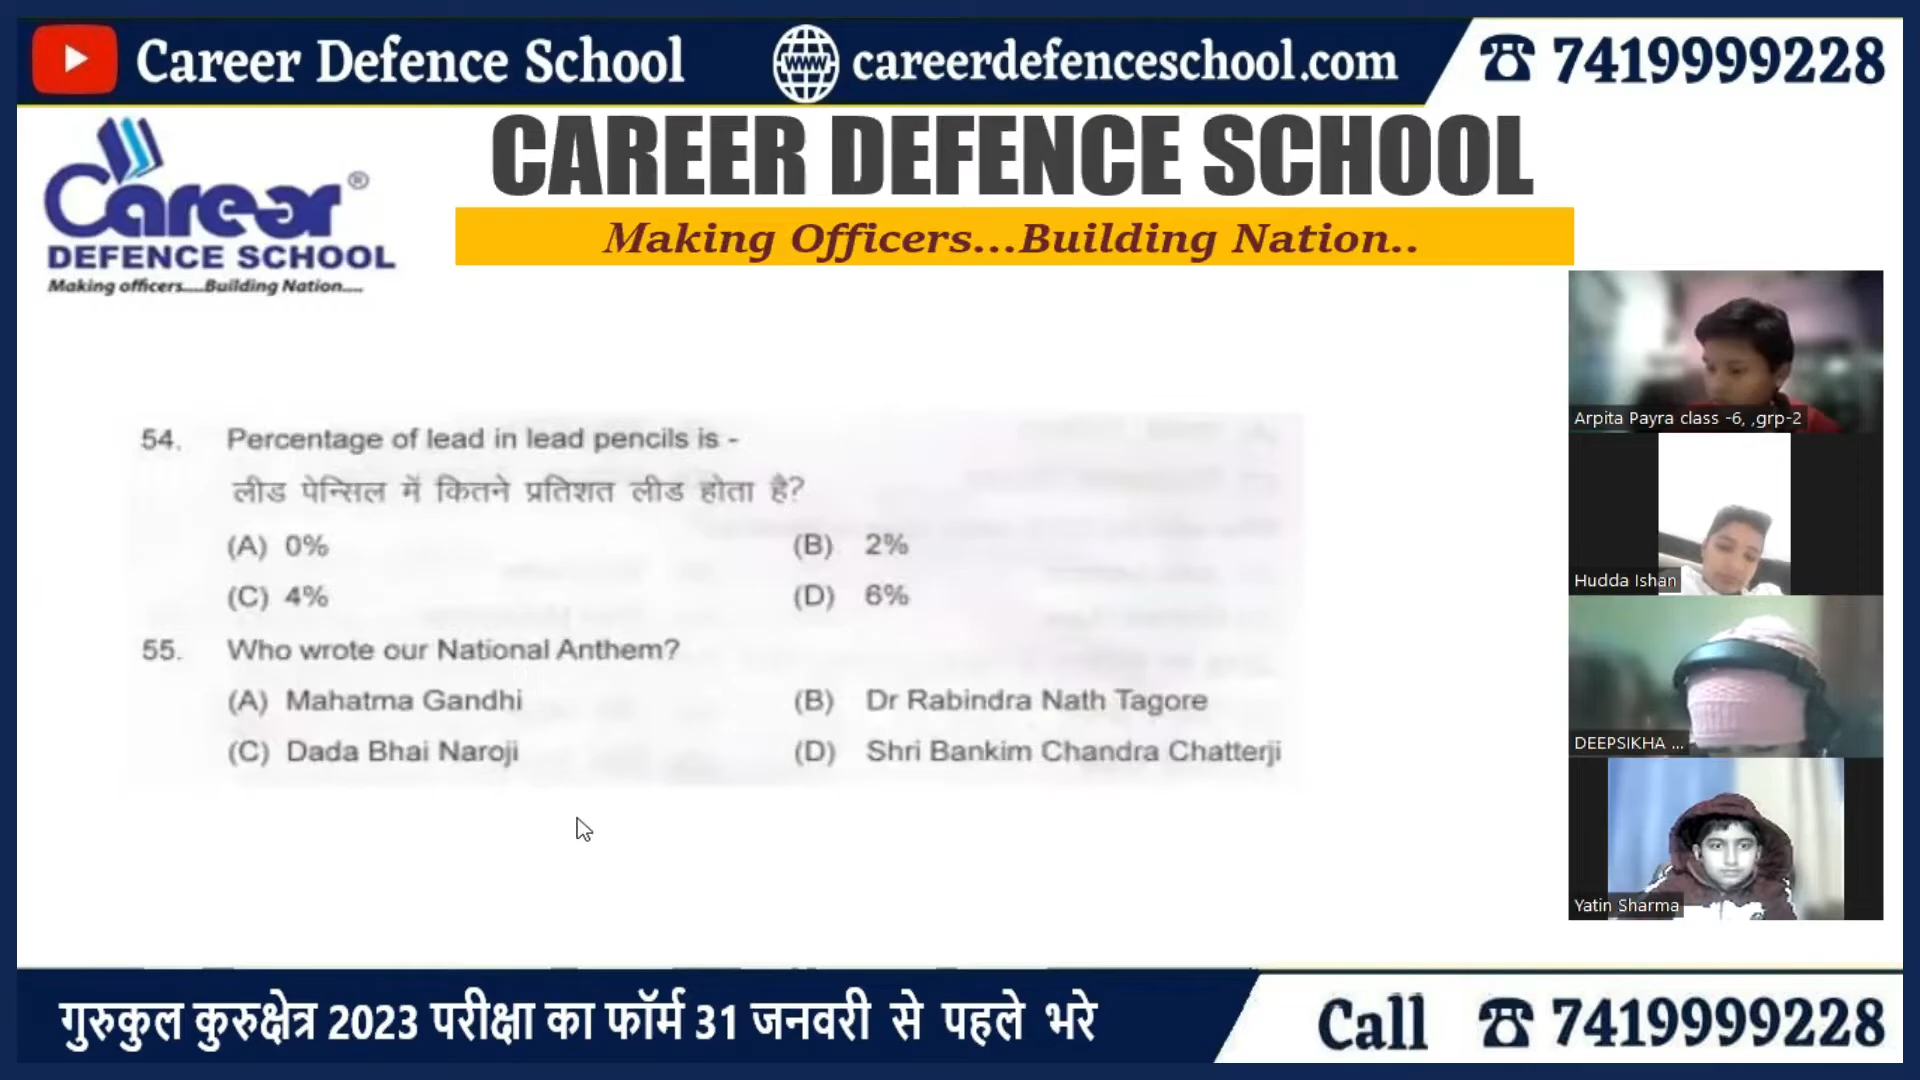 Career Defence School
www
careerdefenceschool.com
7419999228
Career®
DEFENCE SCHOOL
Making officers....Building Nation....
CAREER DEFENCE SCHOOL
Making Officers...Building Nation..
54. Percentage of lead in lead pencils is -
लीड पेन्सिल में कितने प्रतिशत लीड होता है?
(A) 0% (B) 2%
(C) 4% (D) 6%
55. Who wrote our National Anthem?
(A) Mahatma Gandhi (B) Dr Rabindra Nath Tagore
(C) Dada Bhai Naroji (D) Shri Bankim Chandra Chatterji
Arpita Payra class -6, ,grp-2
Hudda Ishan
DEEPSIKHA ...
Yatin Sharma
गुरुकुल कुरुक्षेत्र 2023 परीक्षा का फॉर्म 31 जनवरी से पहले भरे
Call 7419999228